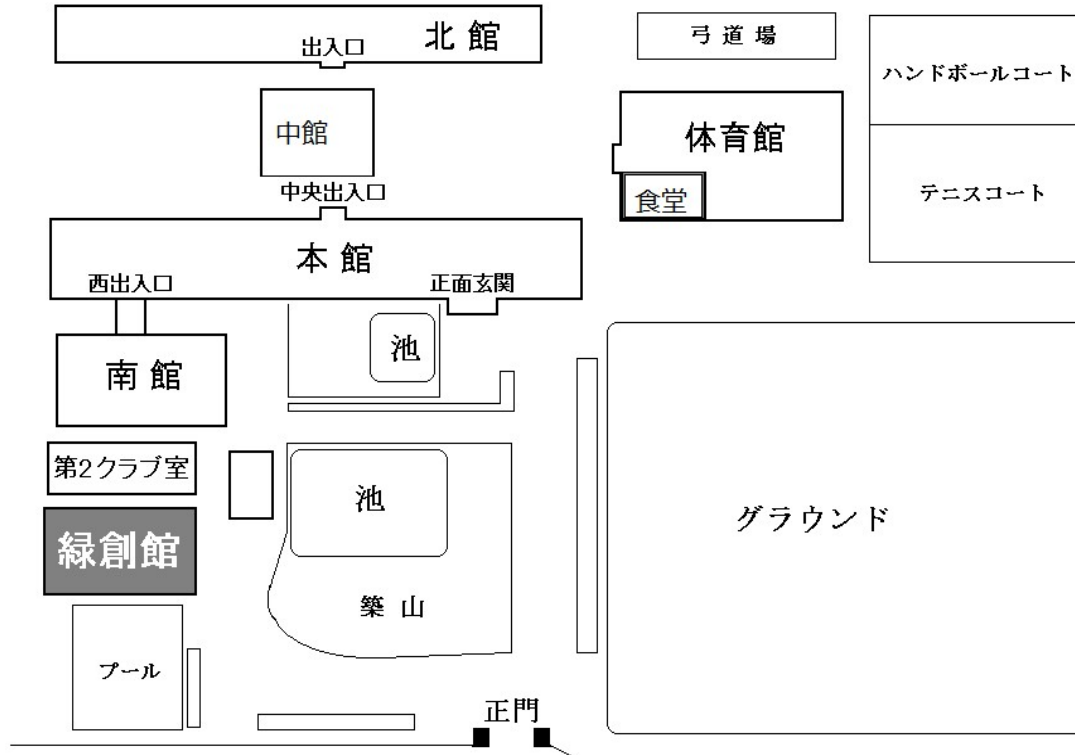 北館
出入口
弓道場
ハンドボールコート
中館
体育館
中央出入口
食堂
テニスコート
本館
西出入口
正面玄関
池
南館
第2クラブ室
池
グラウンド
緑創館
築山
プール
正門